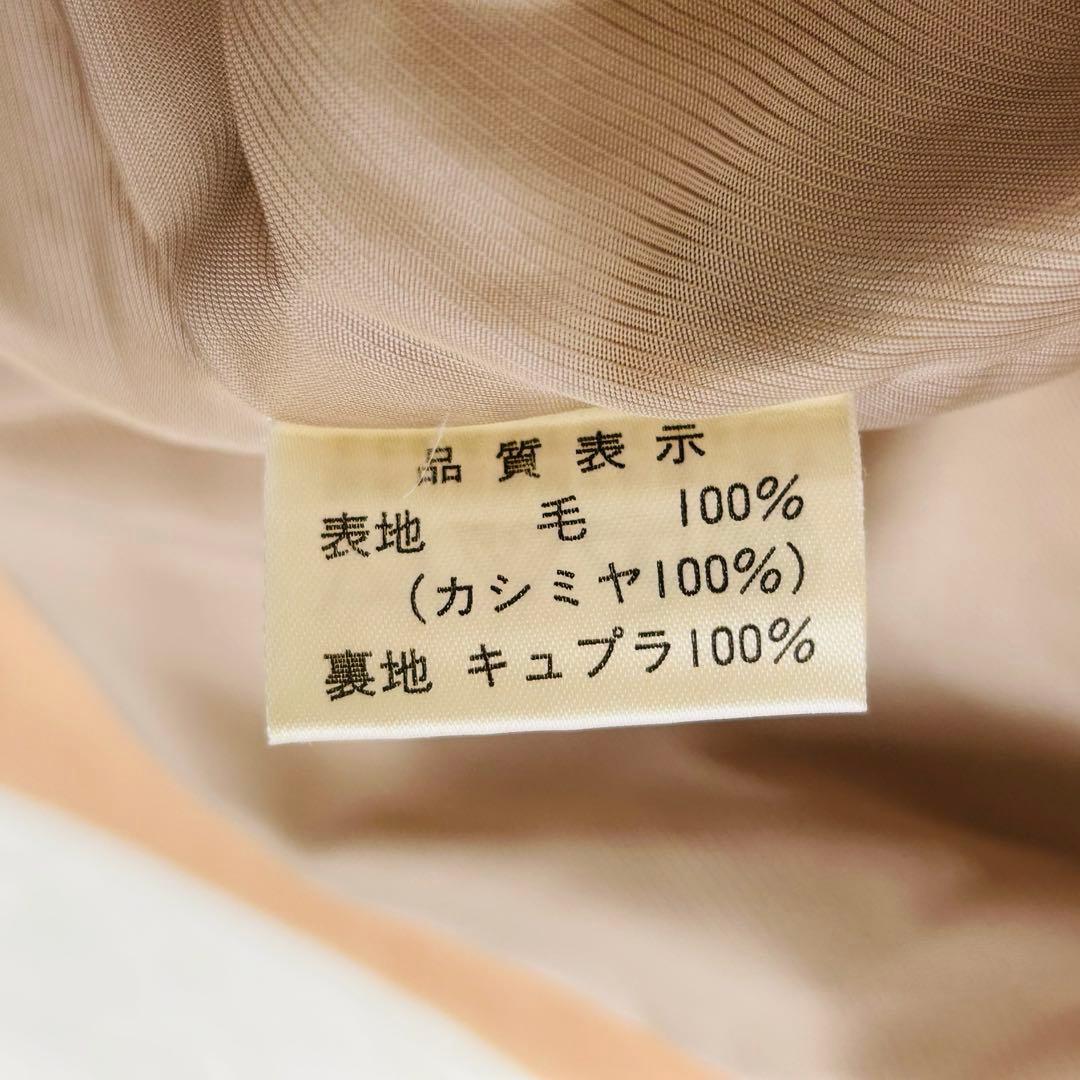 品質表示
表地 毛 100%
(カシミヤ100%)
裏地 キュプラ100%